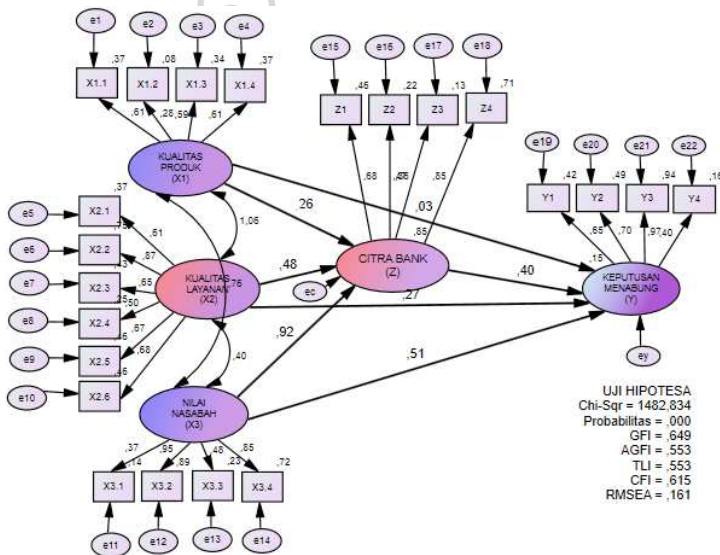 e1 e2 e3 e4
,37 ,08 ,34 ,37
X1.1 X1.2 X1.3 X1.4
,61 ,28 ,59 ,61
KUALITAS
PRODUK
(X1)
e15 e16 e17 e18
,46 ,22 ,13 ,71
Z1 Z2 Z3 Z4
,68 ,85
e19 e20 e21 e22
,42 ,49 ,94 ,16
Y1 Y2 Y3 Y4
,65 ,70 ,97 ,40
,37
e5 X2.1 ,61
e6 X2.2 ,87
e7 X2.3 ,65
e8 X2.4 ,50
e9 X2.5 ,67
e10 X2.6 ,68
1,06
,26
,03
,85
CITRA BANK
(Z)
ec
,48
,40
,15
KEPUTUSAN
MENABUNG
(Y)
KUALITAS
LAYANAN
(X2)
,76
,27
,92
,40
,51
ey
NILAI
NASABAH
(X3)
,37 ,95 ,48 ,85
,14 ,89 ,23 ,72
X3.1 X3.2 X3.3 X3.4
e11 e12 e13 e14
UJI HIPOTESA
Chi-Sqr = 1482,834
Probabilitas = ,000
GFI = ,649
AGFI = ,553
TLI = ,553
CFI = ,615
RMSEA = ,161